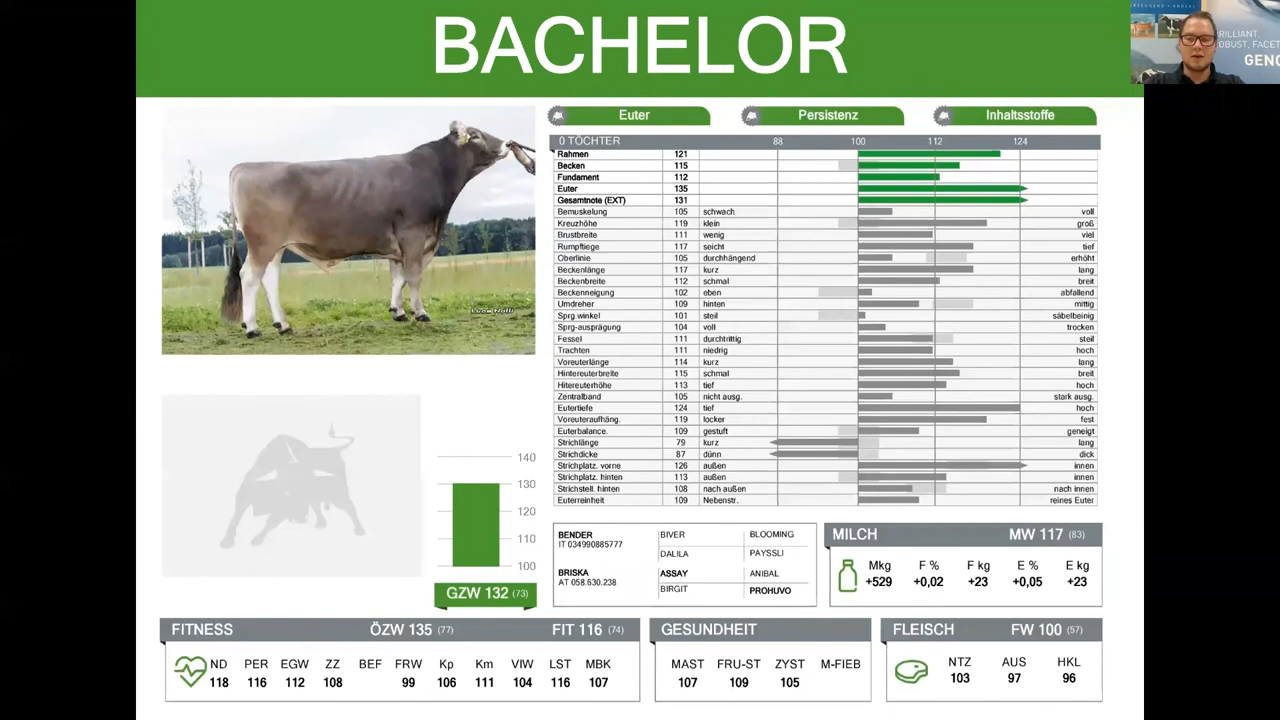 BACHELOR
RZEUGEND + ANDERS
RILLIANT,
OBUST, FACET
GENO
Euter
Persistenz
Inhaltsstoffe
0 TÖCHTER 88 100 112 124
Rahmen 121
Becken 115
Fundament 112
Euter 135
Gesamtnote (EXT) 131
Bemuskelung 105 schwach voll
Kreuzhöhe 119 klein groß
Brustbreite 111 wenig viel
Rumpftiege 117 seicht tief
Oberlinie 105 durchhängend erhöht
Beckenlänge 117 kurz lang
Beckenbreite 112 schmal breit
Beckenneigung 102 eben abfallend
Umdreher 109 hinten mittig
Sprg.winkel 101 steil säbelbeinig
Sprg-ausprägung 104 voll trocken
Fessel 111 durchtrittig steil
Trachten 111 niedrig hoch
Voreuterlänge 114 kurz lang
Hintereuterbreite 115 schmal breit
Hitereuterhöhe 113 tief hoch
Zentralband 105 nicht ausg. stark ausg.
Eutertiefe 124 tief hoch
Voreuteraufhäng. 119 locker fest
Euterbalance. 109 gestuft geneigt
Strichlänge 79 kurz lang
Strichdicke 87 dünn dick
Strichplatz. vorne 126 außen innen
Strichplatz. hinten 113 außen innen
Strichstell. hinten 108 nach außen nach innen
Euterreinheit 109 Nebenstr. reines Euter
140
130
120
110
100
GZW 132 (73)
BENDER
IT 034990885777
BIVER BLOOMING
DALILA PAYSSLI
BRISKA
AT 058.630.238
ASSAY ANIBAL
BIRGIT PROHUVO
MILCH MW 117 (83)
Mkg F % F kg E % E kg
+529 +0,02 +23 +0,05 +23
FITNESS ÖZW 135 (77) FIT 116 (74)
ND PER EGW ZZ BEF FRW Kp Km VIW LST MBK
118 116 112 108 99 106 111 104 116 107
GESUNDHEIT
MAST FRU-ST ZYST M-FIEB
107 109 105
FLEISCH FW 100 (57)
NTZ AUS HKL
103 97 96